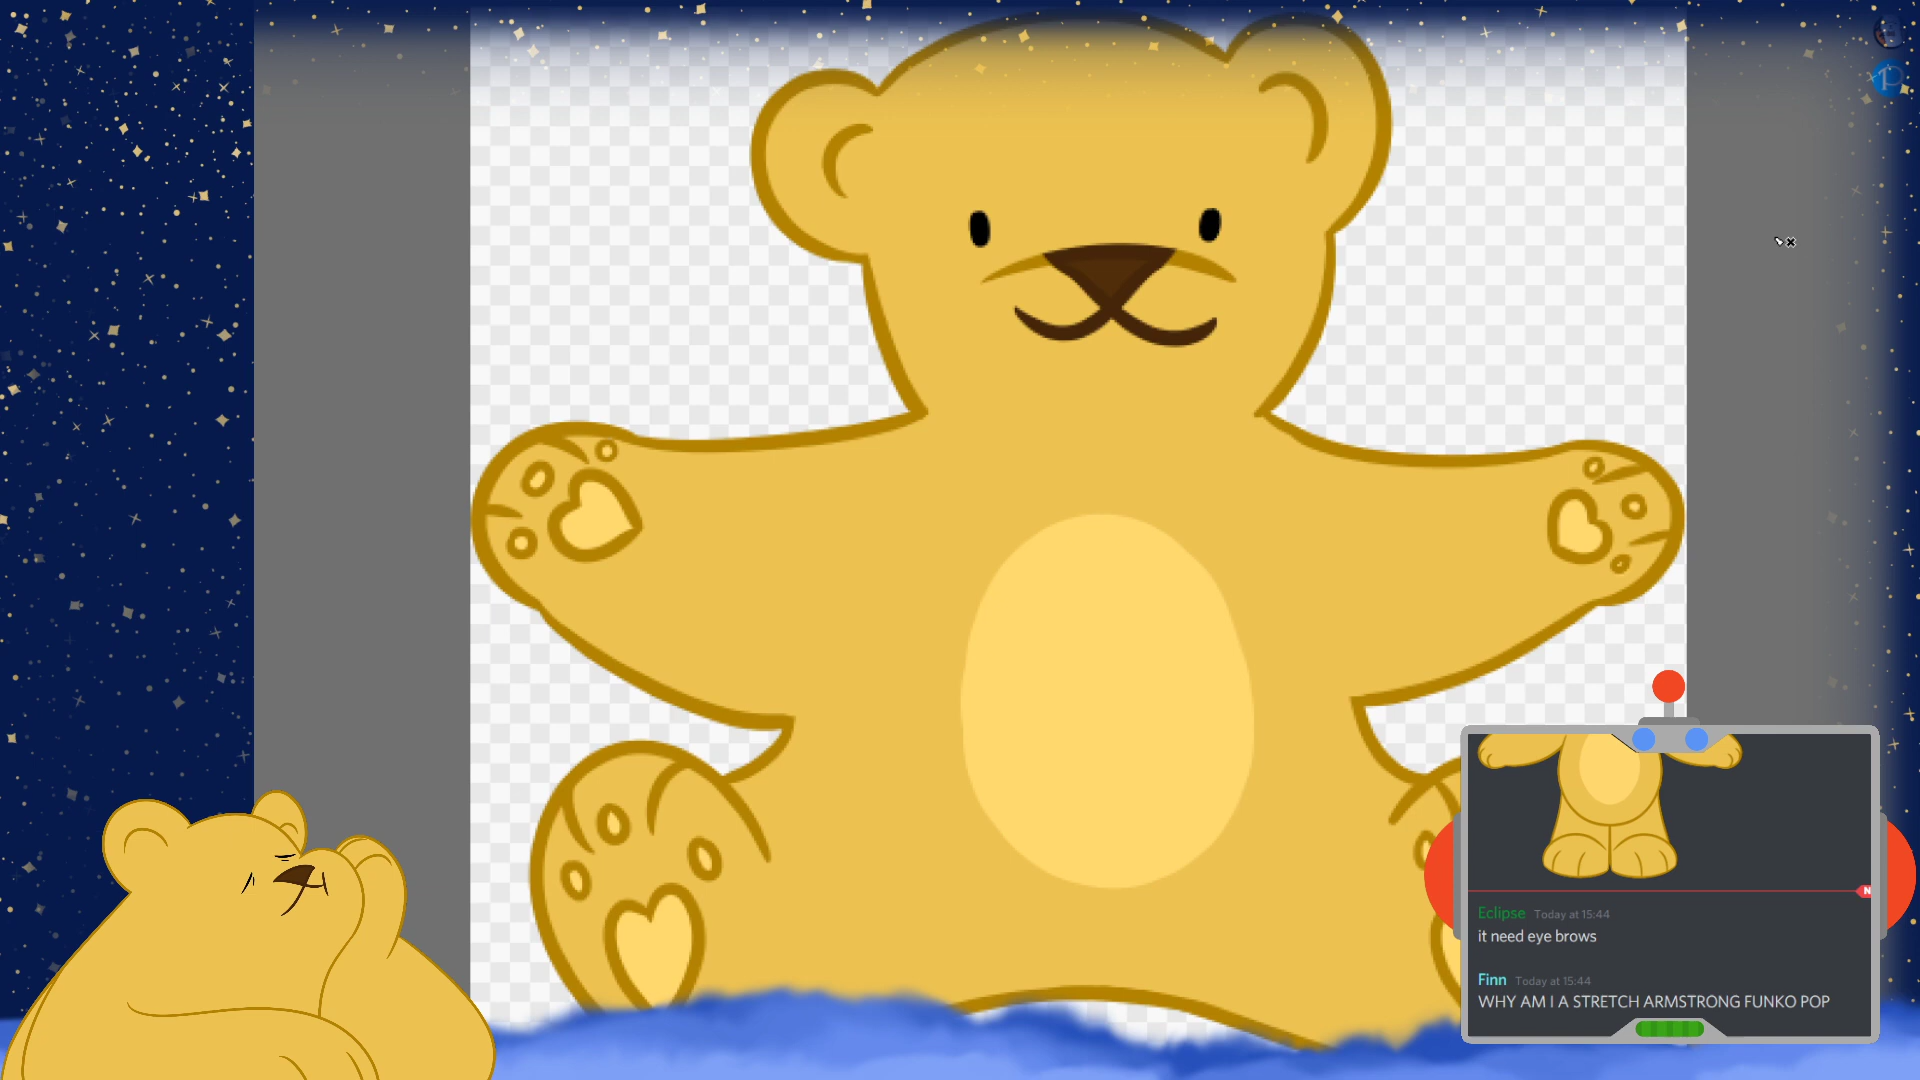 N
Eclipse Today at 15:44
it need eye brows
Finn Today at 15:44
WHY AM I A STRETCH ARMSTRONG FUNKO POP